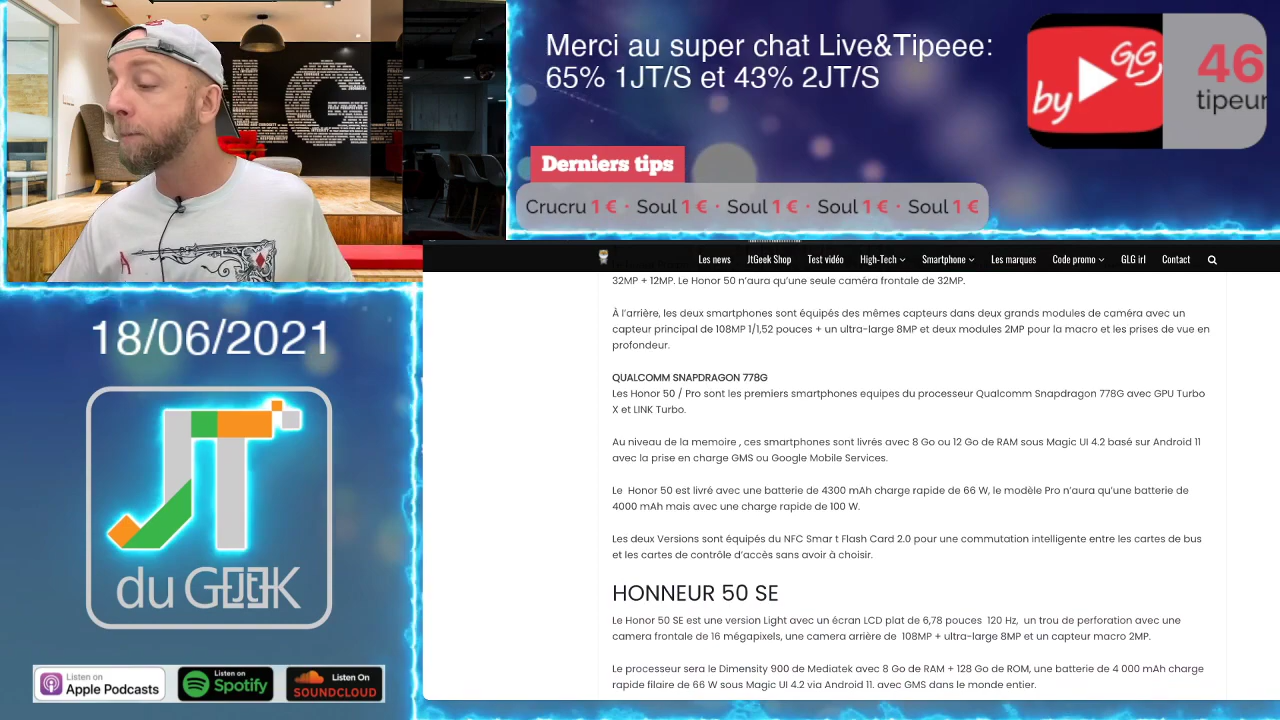 Merci au super chat Live&Tipeee:
65% 1JT/S et 43% 2JT/S
by GLG
46
tipeur
Derniers tips
Crucru 1 € · Soul 1 € · Soul 1 € · Soul 1 € · Soul 1 €
Les news JtGeek Shop Test vidéo High-Tech Smartphone Les marques Code promo GLG irl Contact
32MP + 12MP. Le Honor 50 n'aura qu'une seule caméra frontale de 32MP.
À l'arrière, les deux smartphones sont équipés des mêmes capteurs dans deux grands modules de caméra avec un
capteur principal de 108MP 1/1,52 pouces + un ultra-large 8MP et deux modules 2MP pour la macro et les prises de vue en
profondeur.
QUALCOMM SNAPDRAGON 778G
Les Honor 50 / Pro sont les premiers smartphones equipes du processeur Qualcomm Snapdragon 778G avec GPU Turbo
X et LINK Turbo.
Au niveau de la memoire , ces smartphones sont livrés avec 8 Go ou 12 Go de RAM sous Magic UI 4.2 basé sur Android 11
avec la prise en charge GMS ou Google Mobile Services.
Le Honor 50 est livré avec une batterie de 4300 mAh charge rapide de 66 W, le modèle Pro n'aura qu'une batterie de
4000 mAh mais avec une charge rapide de 100 W.
Les deux Versions sont équipés du NFC Smar t Flash Card 2.0 pour une commutation intelligente entre les cartes de bus
et les cartes de contrôle d'accès sans avoir à choisir.
HONNEUR 50 SE
Le Honor 50 SE est une version Light avec un écran LCD plat de 6,78 pouces 120 Hz, un trou de perforation avec une
camera frontale de 16 mégapixels, une camera arrière de 108MP + ultra-large 8MP et un capteur macro 2MP.
Le processeur sera le Dimensity 900 de Mediatek avec 8 Go de RAM + 128 Go de ROM, une batterie de 4 000 mAh charge
rapide filaire de 66 W sous Magic UI 4.2 via Android 11. avec GMS dans le monde entier.
18/06/2021
JT
du GEEK
Listen on
Apple Podcasts
Listen on
Spotify
Listen On
SOUNDCLOUD